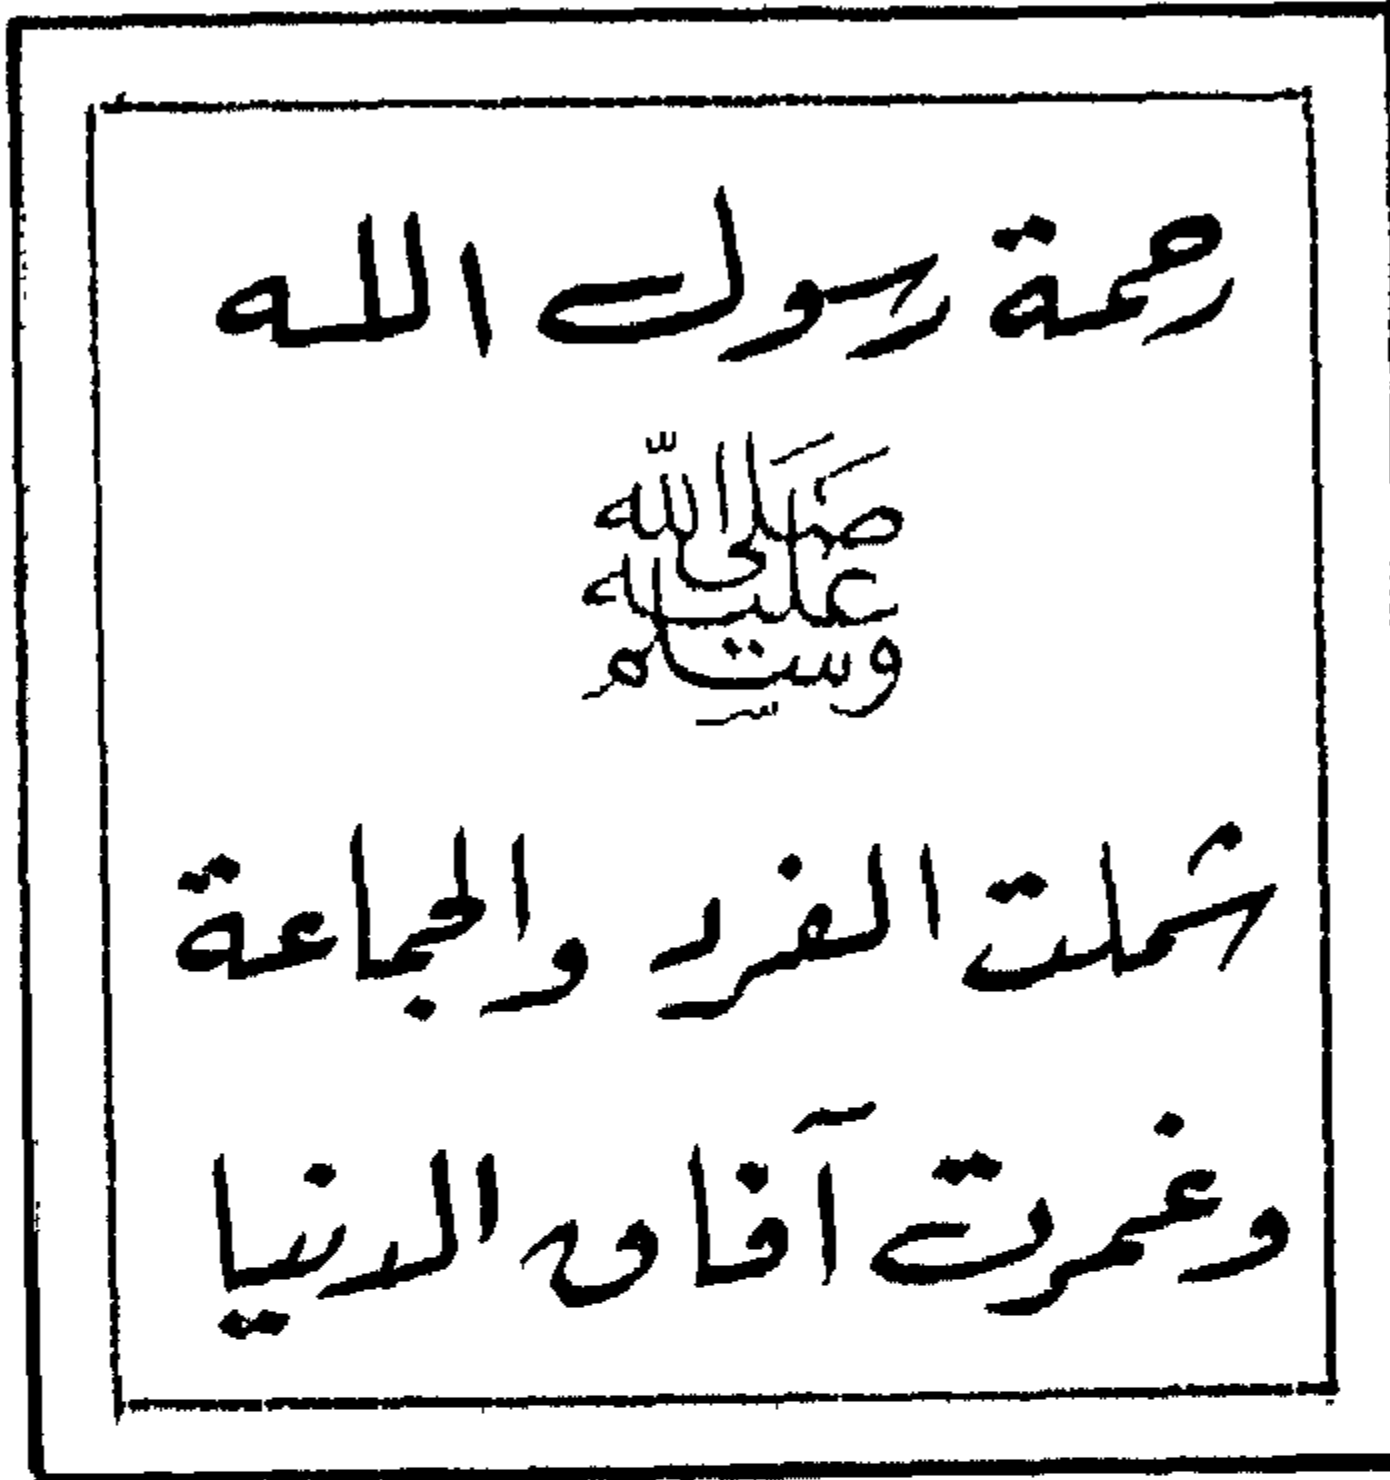 رحمة رسول الله
صلى الله عليه وسلم
شملت الفرد والجماعة
وغمرت آفاق الدنيا